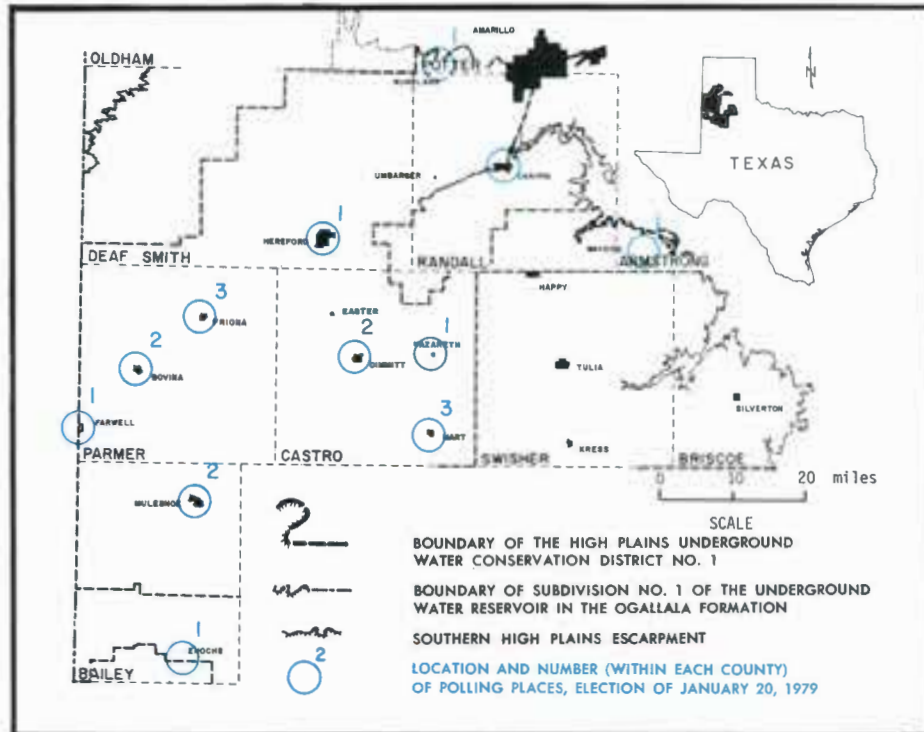 AMARILLO
OLDHAM
1
POTTER
N
TEXAS
UMBARGER
CANYON
1
HEREFORD
1
DEAF SMITH
RANDALL
ARMSTRONG
HAPPY
3
FRIONA
EASTER
2
DIMMITT
1
NAZARETH
2
BOVINA
TULIA
SILVERTON
1
FARWELL
3
HART
KRESS
PARMER
CASTRO
SWISHER
BRISCOE
0 10 20 miles
SCALE
2
MULESHOE
BOUNDARY OF THE HIGH PLAINS UNDERGROUND
WATER CONSERVATION DISTRICT NO. 1
BOUNDARY OF SUBDIVISION NO. 1 OF THE UNDERGROUND
WATER RESERVOIR IN THE OGALLALA FORMATION
SOUTHERN HIGH PLAINS ESCARPMENT
1
ENOCHS
BAILEY
2
LOCATION AND NUMBER (WITHIN EACH COUNTY)
OF POLLING PLACES, ELECTION OF JANUARY 20, 1979